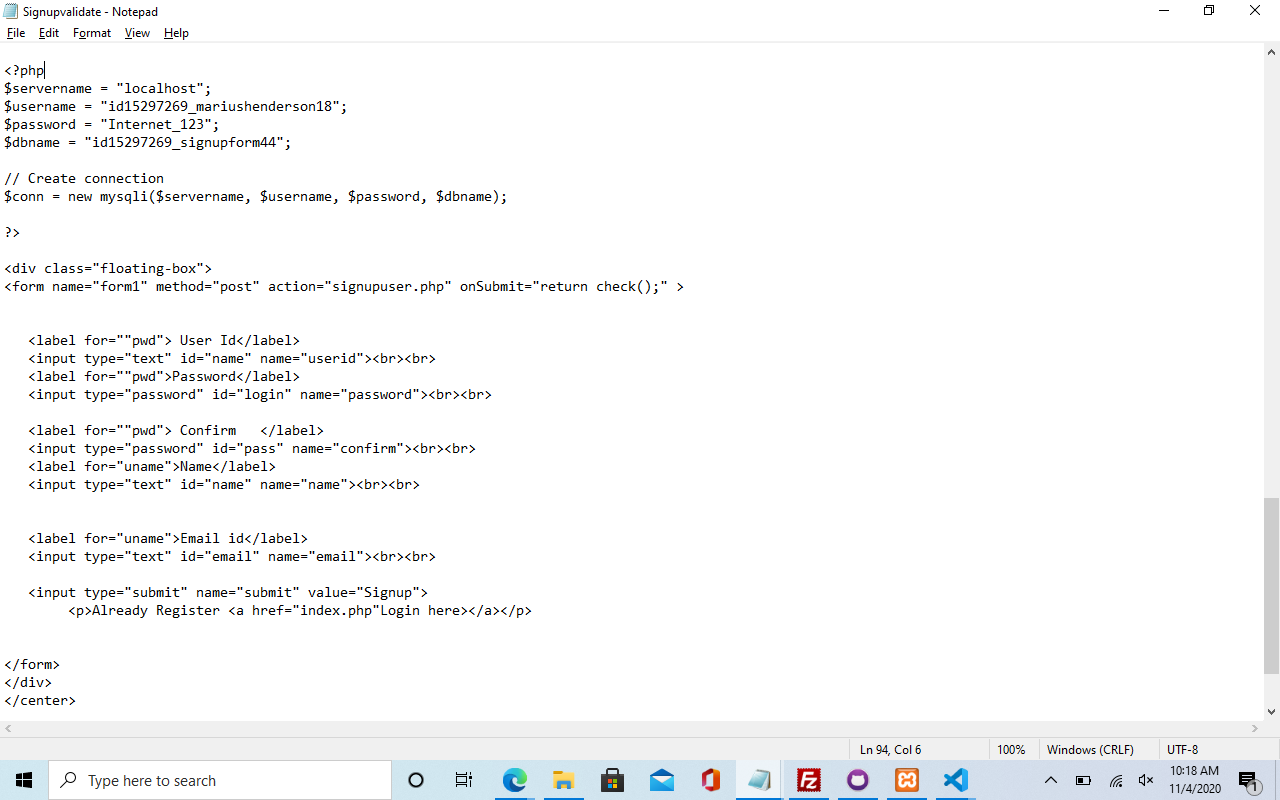 Signupvalidate - Notepad
File Edit Format View Help
<?php
$servername = "localhost";
$username = "id15297269_mariushenderson18";
$password = "Internet_123";
$dbname = "id15297269_signupform44";
// Create connection
$conn = new mysqli($servername, $username, $password, $dbname);
?>
<div class="floating-box">
<form name="form1" method="post" action="signupuser.php" onSubmit="return check();" >
<label for=""pwd"> User Id</label>
<input type="text" id="name" name="userid"><br><br>
<label for=""pwd">Password</label>
<input type="password" id="login" name="password"><br><br>
<label for=""pwd"> Confirm   </label>
<input type="password" id="pass" name="confirm"><br><br>
<label for="uname">Name</label>
<input type="text" id="name" name="name"><br><br>
<label for="uname">Email id</label>
<input type="text" id="email" name="email"><br><br>
<input type="submit" name="submit" value="Signup">
<p>Already Register <a href="index.php"Login here></a></p>
</form>
</div>
</center>
Ln 94, Col 6 100% Windows (CRLF) UTF-8
Type here to search
10:18 AM
11/4/2020
1